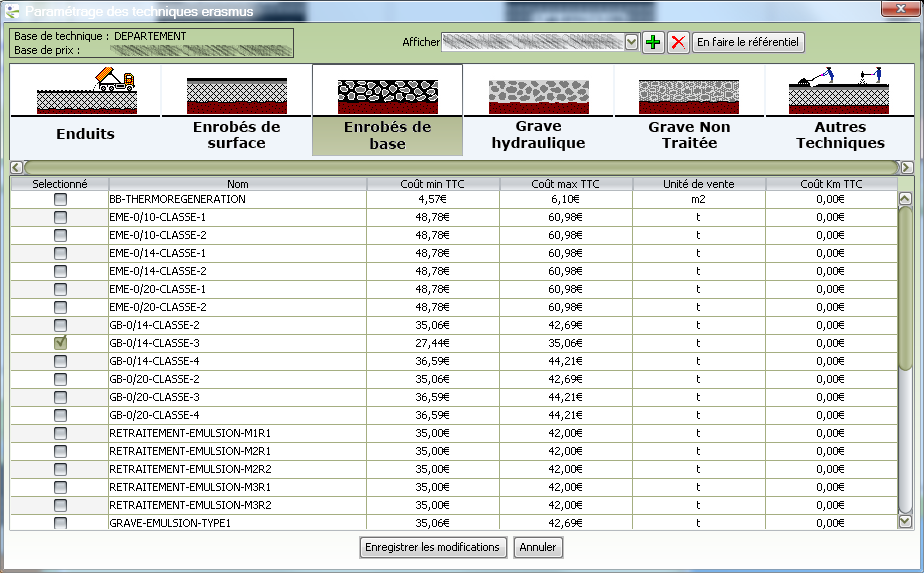 Paramétrage des techniques erasmus
Base de technique : DEPARTEMENT
Base de prix :
Afficher
En faire le référentiel
Enduits
Enrobés de surface
Enrobés de base
Grave hydraulique
Grave Non Traitée
Autres Techniques
Selectionné Nom Coût min TTC Coût max TTC Unité de vente Coût Km TTC
BB-THERMOREGENERATION 4,57€ 6,10€ m2 0,00€
EME-0/10-CLASSE-1 48,78€ 60,98€ t 0,00€
EME-0/10-CLASSE-2 48,78€ 60,98€ t 0,00€
EME-0/14-CLASSE-1 48,78€ 60,98€ t 0,00€
EME-0/14-CLASSE-2 48,78€ 60,98€ t 0,00€
EME-0/20-CLASSE-1 48,78€ 60,98€ t 0,00€
EME-0/20-CLASSE-2 48,78€ 60,98€ t 0,00€
GB-0/14-CLASSE-2 35,06€ 42,69€ t 0,00€
GB-0/14-CLASSE-3 27,44€ 35,06€ t 0,00€
GB-0/14-CLASSE-4 36,59€ 44,21€ t 0,00€
GB-0/20-CLASSE-2 35,06€ 42,69€ t 0,00€
GB-0/20-CLASSE-3 36,59€ 44,21€ t 0,00€
GB-0/20-CLASSE-4 36,59€ 44,21€ t 0,00€
RETRAITEMENT-EMULSION-M1R1 35,00€ 42,00€ t 0,00€
RETRAITEMENT-EMULSION-M2R1 35,00€ 42,00€ t 0,00€
RETRAITEMENT-EMULSION-M2R2 35,00€ 42,00€ t 0,00€
RETRAITEMENT-EMULSION-M3R1 35,00€ 42,00€ t 0,00€
RETRAITEMENT-EMULSION-M3R2 35,00€ 42,00€ t 0,00€
GRAVE-EMULSION-TYPE1 35,06€ 42,69€ t 0,00€
Enregistrer les modifications
Annuler